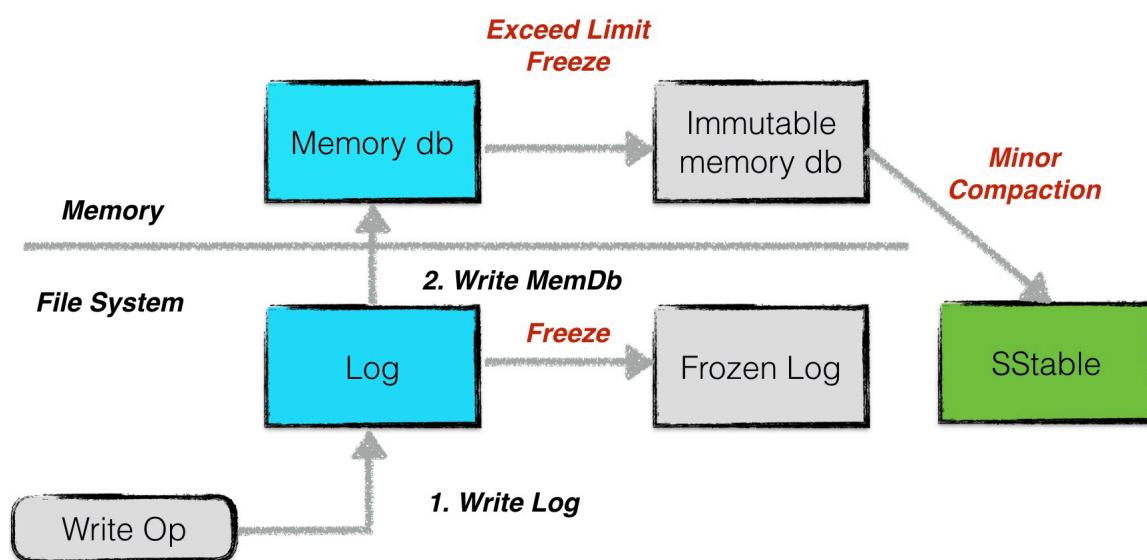 Exceed Limit
Freeze
Memory db
Immutable
memory db
Minor
Compaction
Memory
File System
2. Write MemDb
Freeze
Log
Frozen Log
SStable
1. Write Log
Write Op